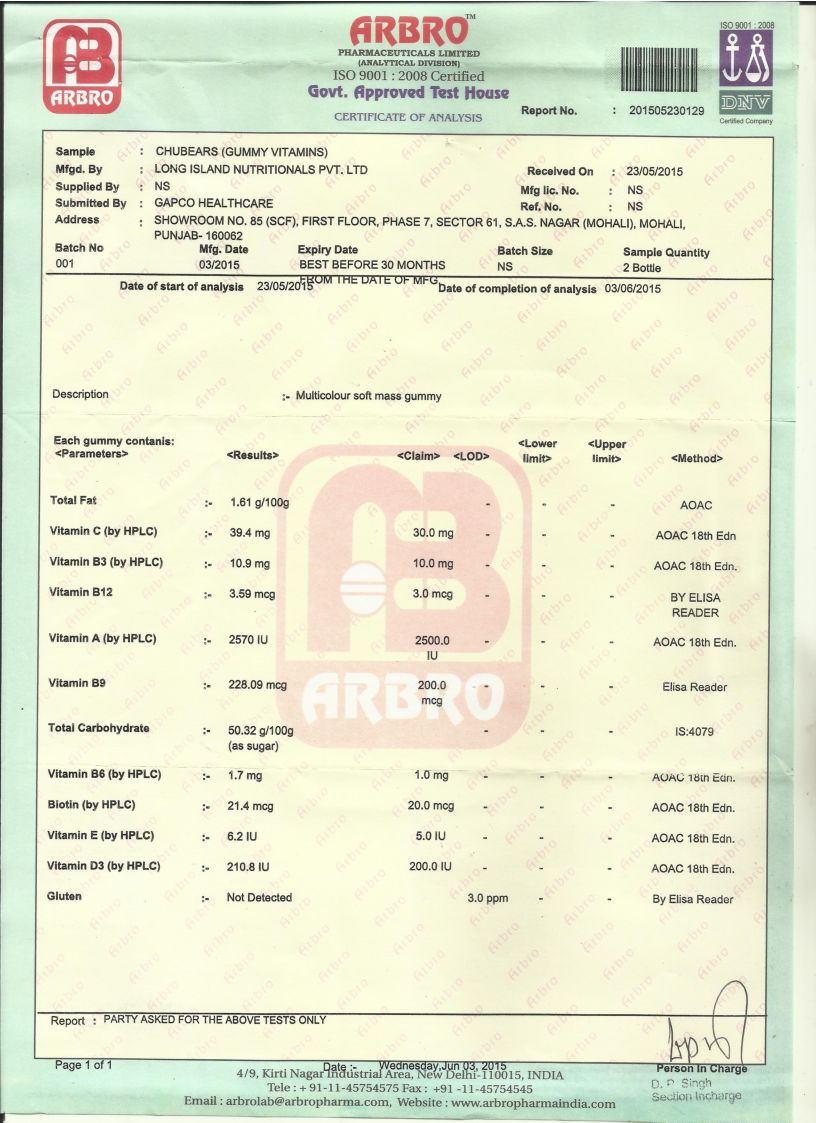 ARBRO™
PHARMACEUTICALS LIMITED
(ANALYTICAL DIVISION)
ISO 9001 : 2008 Certified
Govt. Approved Test House
CERTIFICATE OF ANALYSIS
ARBRO
ISO 9001 : 2008
DNV
Certified Company
Report No. : 201505230129
Sample : CHUBEARS (GUMMY VITAMINS)
Mfgd. By : LONG ISLAND NUTRITIONALS PVT. LTD Received On : 23/05/2015
Supplied By : NS Mfg lic. No. : NS
Submitted By : GAPCO HEALTHCARE Ref. No. : NS
Address : SHOWROOM NO. 85 (SCF), FIRST FLOOR, PHASE 7, SECTOR 61, S.A.S. NAGAR (MOHALI), MOHALI,
PUNJAB- 160062
Batch No Mfg. Date Expiry Date Batch Size Sample Quantity
001 03/2015 BEST BEFORE 30 MONTHS NS 2 Bottle
FROM THE DATE OF MFG.
Date of start of analysis 23/05/2015 Date of completion of analysis 03/06/2015
Description :- Multicolour soft mass gummy
Each gummy contanis:
<Parameters> <Results> <Claim> <LOD> <Lower limit> <Upper limit> <Method>
Total Fat :- 1.61 g/100g - - - AOAC
Vitamin C (by HPLC) :- 39.4 mg 30.0 mg - - - AOAC 18th Edn
Vitamin B3 (by HPLC) :- 10.9 mg 10.0 mg - - - AOAC 18th Edn.
Vitamin B12 :- 3.59 mcg 3.0 mcg - - - BY ELISA
READER
Vitamin A (by HPLC) :- 2570 IU 2500.0 - - - AOAC 18th Edn.
IU
Vitamin B9 :- 228.09 mcg 200.0 - - - Elisa Reader
mcg
ARBRO
Total Carbohydrate :- 50.32 g/100g - - - IS:4079
(as sugar)
Vitamin B6 (by HPLC) :- 1.7 mg 1.0 mg - - - AOAC 18th Edn.
Biotin (by HPLC) :- 21.4 mcg 20.0 mcg - - - AOAC 18th Edn.
Vitamin E (by HPLC) :- 6.2 IU 5.0 IU - - - AOAC 18th Edn.
Vitamin D3 (by HPLC) :- 210.8 IU 200.0 IU - - - AOAC 18th Edn.
Gluten :- Not Detected 3.0 ppm - - By Elisa Reader
Report : PARTY ASKED FOR THE ABOVE TESTS ONLY
Page 1 of 1 Date :- Wednesday,Jun 03, 2015 Person In Charge
D. P. Singh
Section Incharge
4/9, Kirti Nagar Industrial Area, New Delhi-110015, INDIA
Tele : + 91-11-45754575 Fax : +91 -11-45754545
Email : arbrolab@arbropharma.com, Website : www.arbropharmaindia.com